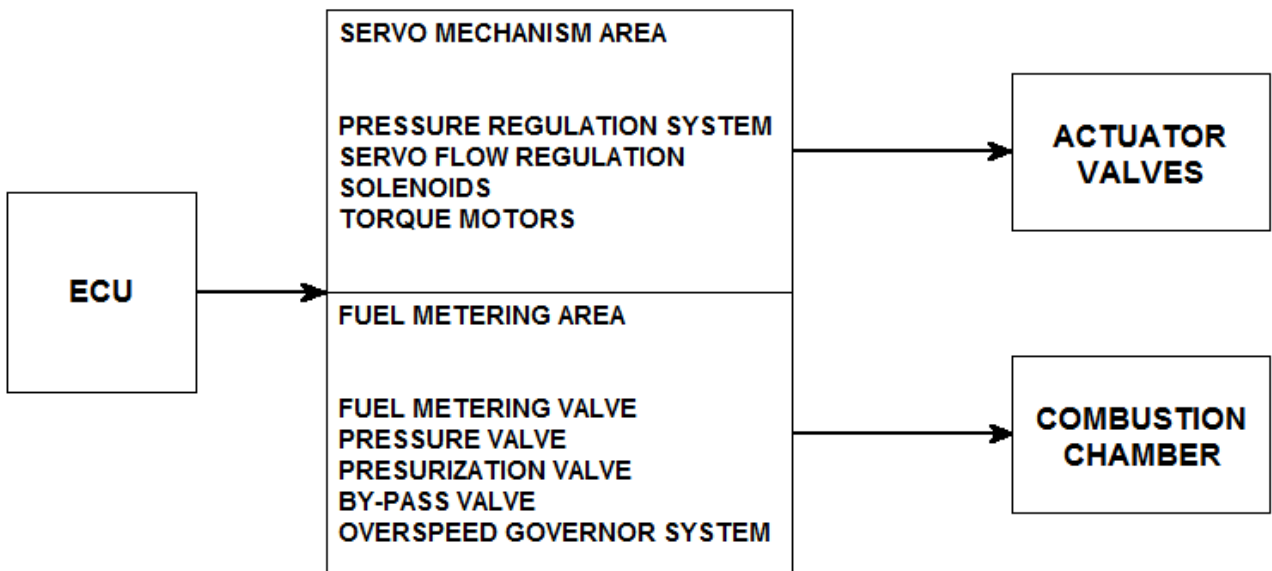 SERVO MECHANISM AREA
PRESSURE REGULATION SYSTEM
SERVO FLOW REGULATION
SOLENOIDS
TORQUE MOTORS
ACTUATOR
VALVES
ECU
FUEL METERING AREA
FUEL METERING VALVE
PRESSURE VALVE
PRESURIZATION VALVE
BY-PASS VALVE
OVERSPEED GOVERNOR SYSTEM
COMBUSTION
CHAMBER